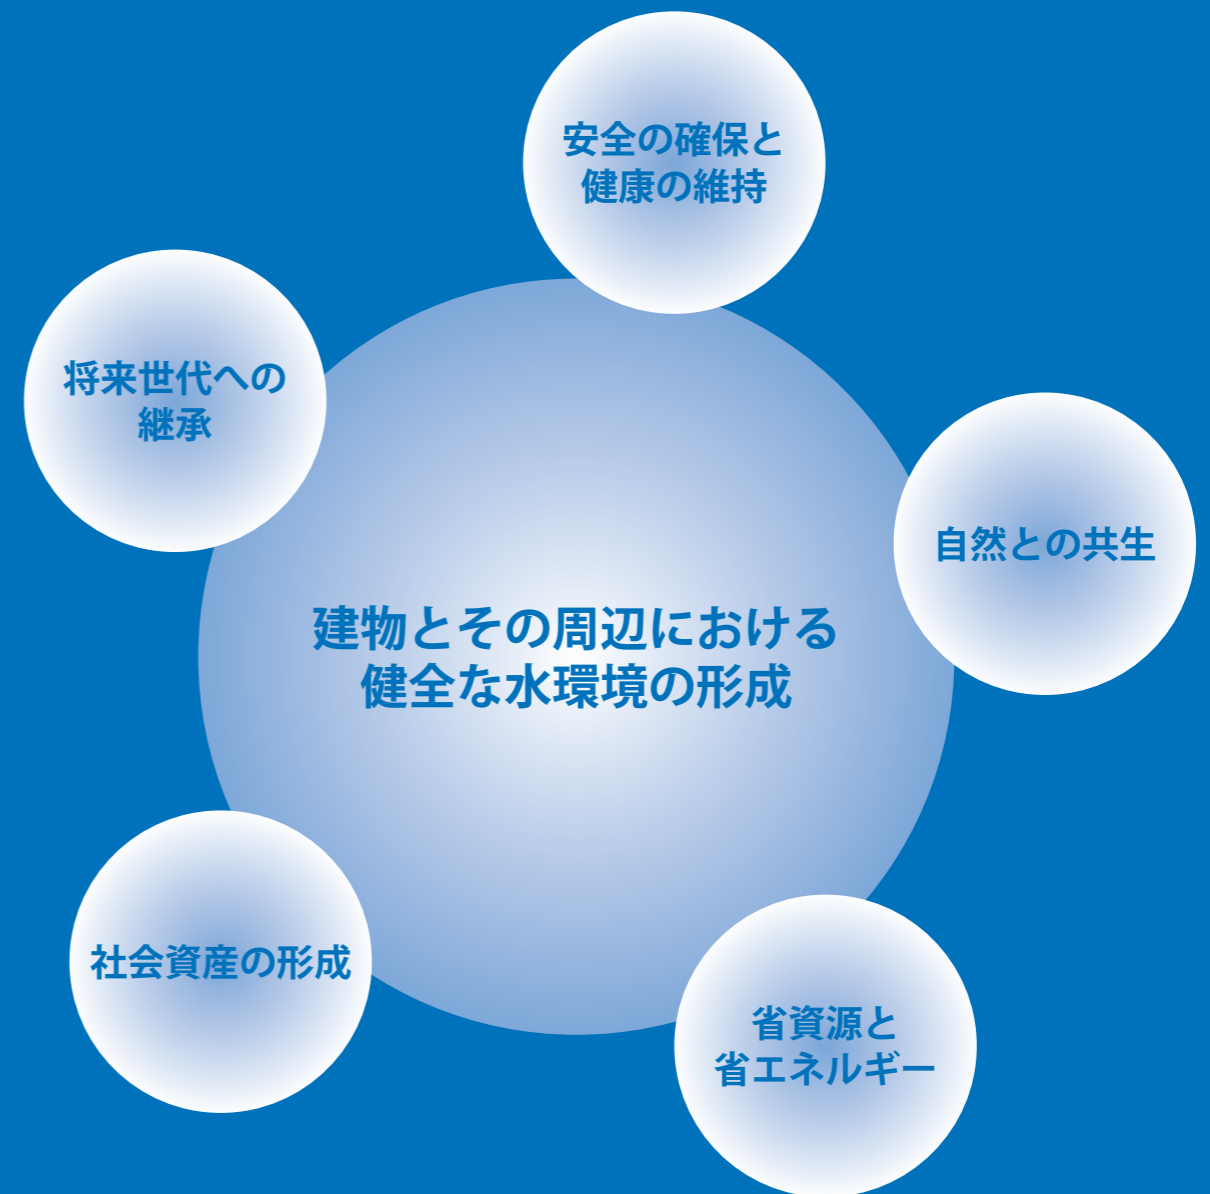 安全の確保と
健康の維持
将来世代への
継承
自然との共生
建物とその周辺における
健全な水環境の形成
社会資産の形成
省資源と
省エネルギー